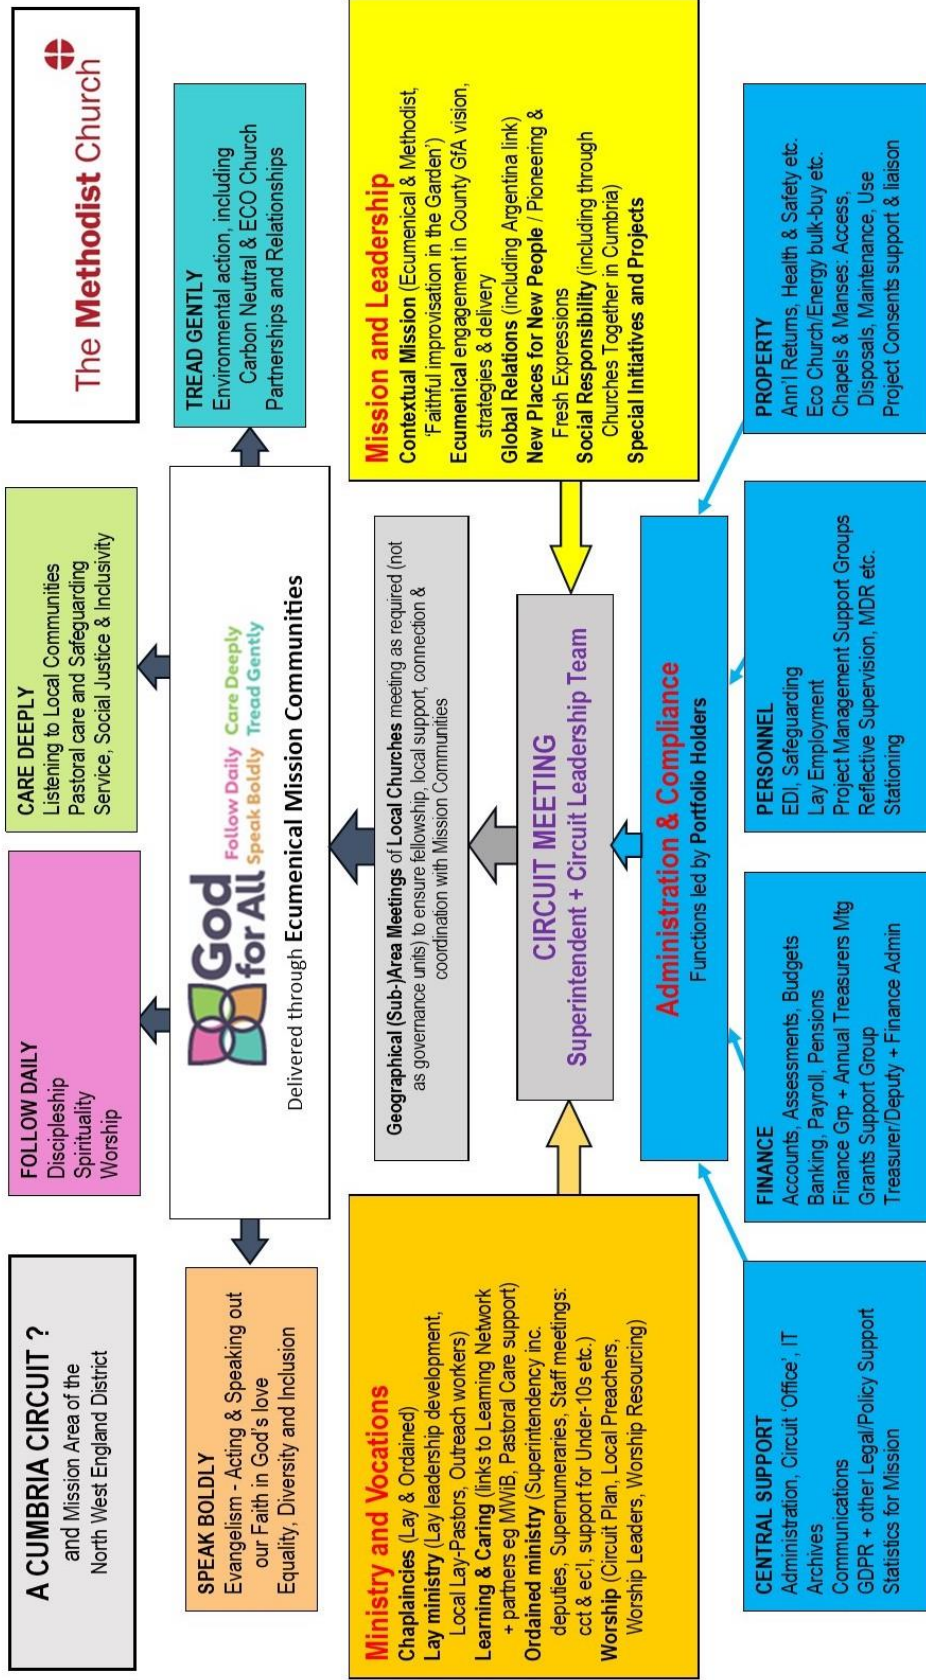 A CUMBRIA CIRCUIT ?
and Mission Area of the
North West England District
The Methodist Church
FOLLOW DAILY
Discipleship
Spirituality
Worship
CARE DEEPLY
Listening to Local Communities
Pastoral care and Safeguarding
Service, Social Justice & Inclusivity
SPEAK BOLDLY
Evangelism - Acting & Speaking out
our Faith in God's love
Equality, Diversity and Inclusion
God
for All
Follow Daily Care Deeply
Speak Boldly Tread Gently
Delivered through Ecumenical Mission Communities
TREAD GENTLY
Environmental action, including
Carbon Neutral & ECO Church
Partnerships and Relationships
Ministry and Vocations
Chaplaincies (Lay & Ordained)
Lay ministry (Lay leadership development,
Local Lay-Pastors, Outreach workers)
Learning & Caring (links to Learning Network
+ partners eg MWiB, Pastoral Care support)
Ordained ministry (Superintendency inc.
deputies, Supernumeraries, Staff meetings:
cct & ecl, support for Under-10s etc.)
Worship (Circuit Plan, Local Preachers,
Worship Leaders, Worship Resourcing)
Geographical (Sub-)Area Meetings of Local Churches meeting as required (not
as governance units) to ensure fellowship, local support, connection &
coordination with Mission Communities
CIRCUIT MEETING
Superintendent + Circuit Leadership Team
Mission and Leadership
Contextual Mission (Ecumenical & Methodist,
'Faithful improvisation in the Garden')
Ecumenical engagement in County GfA vision,
strategies & delivery
Global Relations (including Argentina link)
New Places for New People / Pioneering &
Fresh Expressions
Social Responsibility (including through
Churches Together in Cumbria)
Special Initiatives and Projects
Administration & Compliance
Functions led by Portfolio Holders
CENTRAL SUPPORT
Administration, Circuit 'Office', IT
Archives
Communications
GDPR + other Legal/Policy Support
Statistics for Mission
FINANCE
Accounts, Assessments, Budgets
Banking, Payroll, Pensions
Finance Grp + Annual Treasurers Mtg
Grants Support Group
Treasurer/Deputy + Finance Admin
PERSONNEL
EDI, Safeguarding
Lay Employment
Project Management Support Groups
Reflective Supervision, MDR etc.
Stationing
PROPERTY
Ann'l Returns, Health & Safety etc.
Eco Church/Energy bulk-buy etc.
Chapels & Manses: Access,
Disposals, Maintenance, Use
Project Consents support & liaison